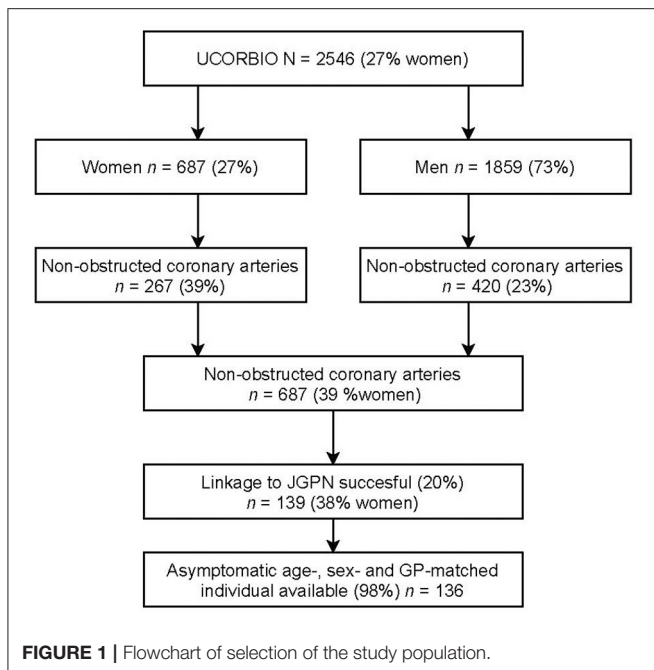 UCORBIO N = 2546 (27% women)
Women n = 687 (27%)
Men n = 1859 (73%)
Non-obstructed coronary arteries
n = 267 (39%)
Non-obstructed coronary arteries
n = 420 (23%)
Non-obstructed coronary arteries
n = 687 (39 %women)
Linkage to JGPN succesful (20%)
n = 139 (38% women)
Asymptomatic age-, sex- and GP-matched
individual available (98%) n = 136
FIGURE 1 | Flowchart of selection of the study population.